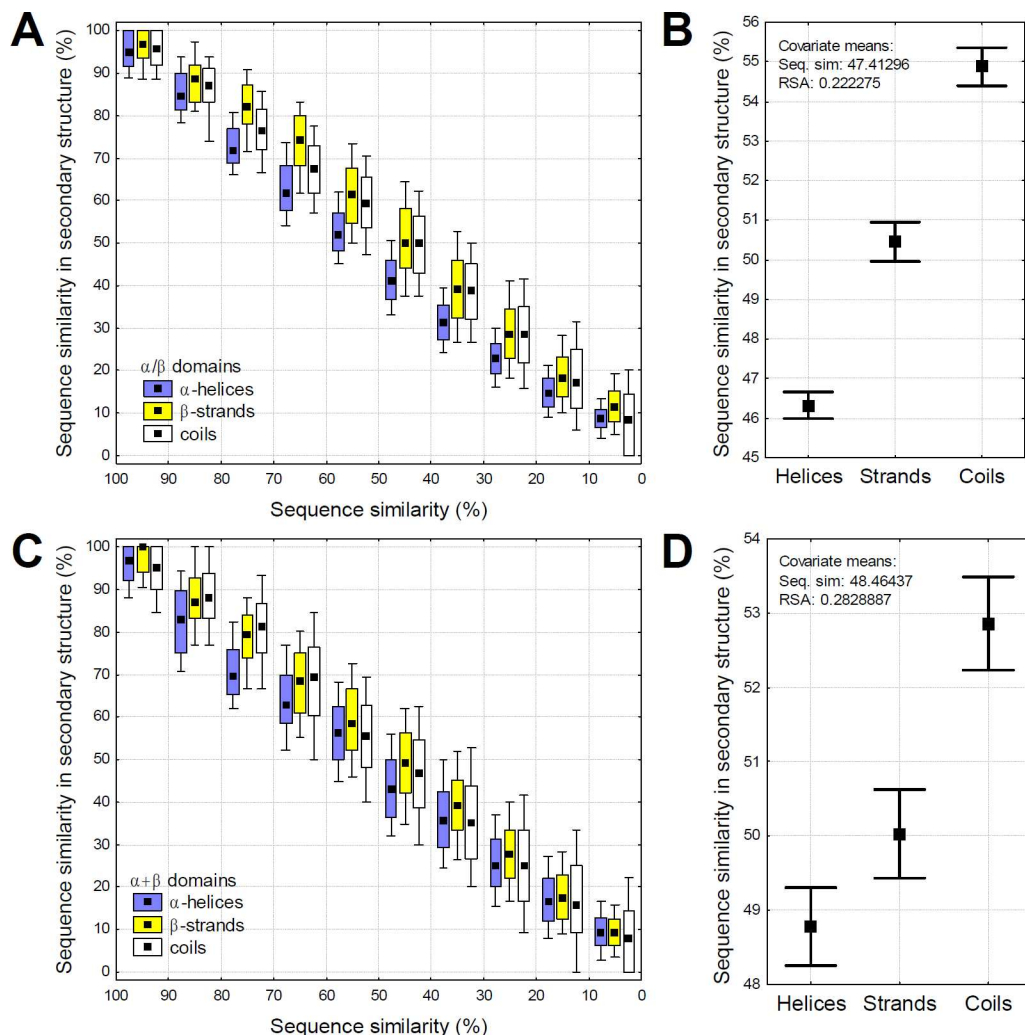 A
Sequence similarity in secondary structure (%)
100
90
80
70
60
50
40
30
20
10
0
α/β domains
α-helices
β-strands
coils
100 90 80 70 60 50 40 30 20 10 0
Sequence similarity (%)
B
Sequence similarity in secondary structure (%)
56
55
54
53
52
51
50
49
48
47
46
45
Covariate means:
Seq. sim: 47.41296
RSA: 0.222275
Helices Strands Coils
C
Sequence similarity in secondary structure (%)
100
90
80
70
60
50
40
30
20
10
0
α+β domains
α-helices
β-strands
coils
100 90 80 70 60 50 40 30 20 10 0
Sequence similarity (%)
D
Sequence similarity in secondary structure (%)
54
53
52
51
50
49
48
Covariate means:
Seq. sim: 48.46437
RSA: 0.2828887
Helices Strands Coils